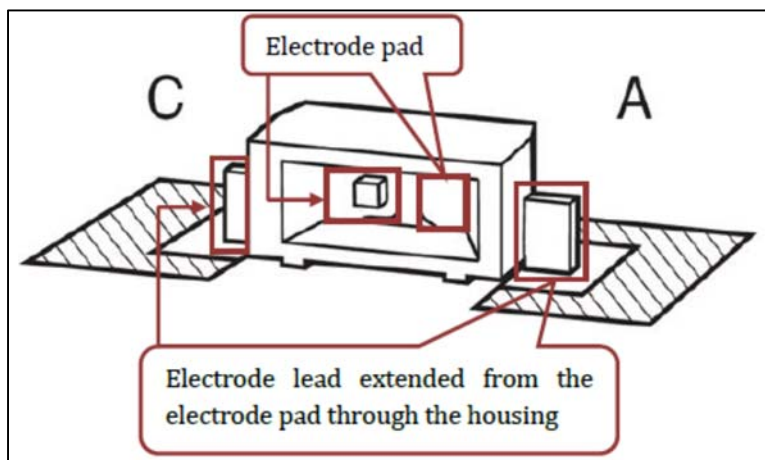 Electrode pad
C
A
Electrode lead extended from the
electrode pad through the housing